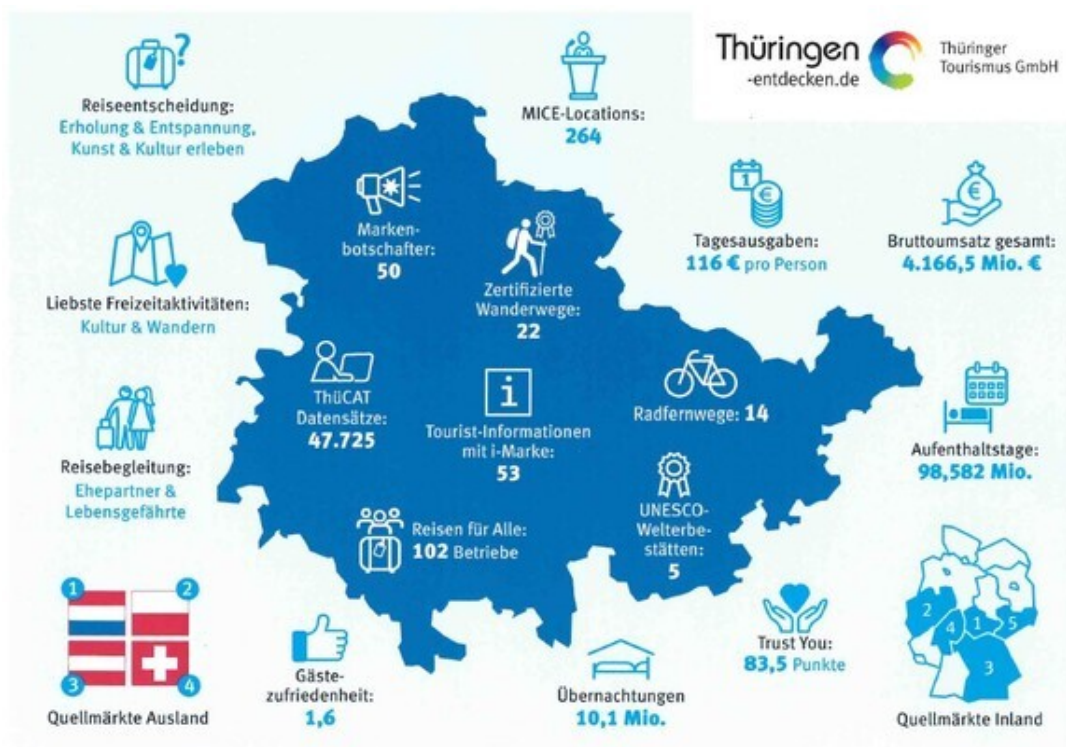 Thüringen
-entdecken.de
Thüringer
Tourismus GmbH
?
Reiseentscheidung:
Erholung & Entspannung,
Kunst & Kultur erleben
MICE-Locations:
264
Marken-
botschafter:
50
Zertifizierte
Wanderwege:
22
1
€
Tagesausgaben:
116 € pro Person
€
Bruttoumsatz gesamt:
4.166,5 Mio. €
Liebste Freizeitaktivitäten:
Kultur & Wandern
ThüCAT
Datensätze:
47.725
i
Tourist-Informationen
mit i-Marke:
53
Radfernwege: 14
Aufenthaltstage:
98,582 Mio.
Reisebegleitung:
Ehepartner &
Lebensgefährte
Reisen für Alle:
102 Betriebe
UNESCO-
Welterbe-
stätten:
5
1
2
3
4
Quellmärkte Ausland
Gäste-
zufriedenheit:
1,6
Übernachtungen
10,1 Mio.
Trust You:
83,5 Punkte
2
4
1
5
3
Quellmärkte Inland